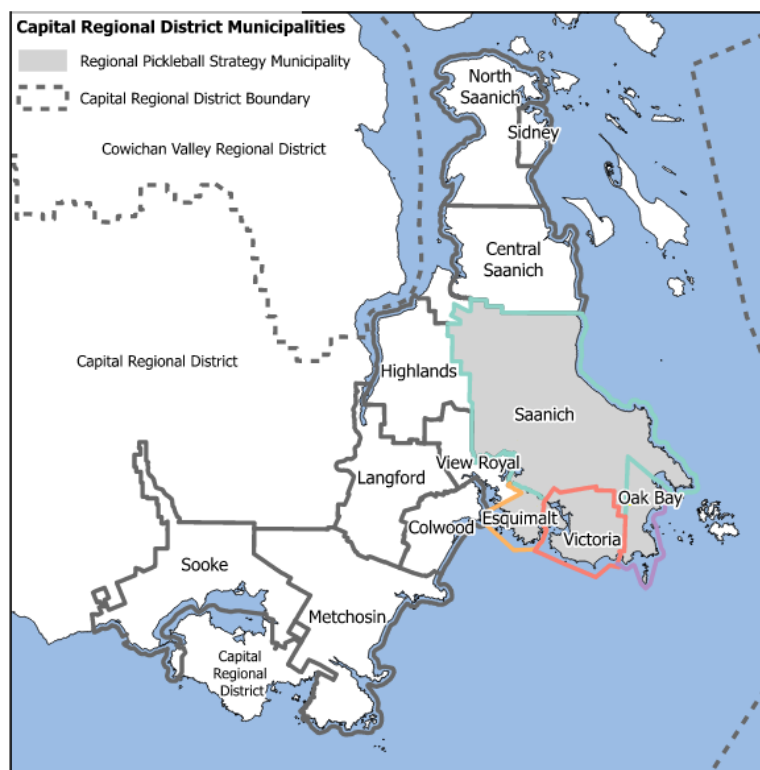 Capital Regional District Municipalities
Regional Pickleball Strategy Municipality
Capital Regional District Boundary
Cowichan Valley Regional District
North
Saanich
Sidney
Central
Saanich
Capital Regional District
Highlands
Saanich
View Royal
Langford
Oak Bay
Colwood
Esquimalt
Victoria
Sooke
Metchosin
Capital
Regional
District